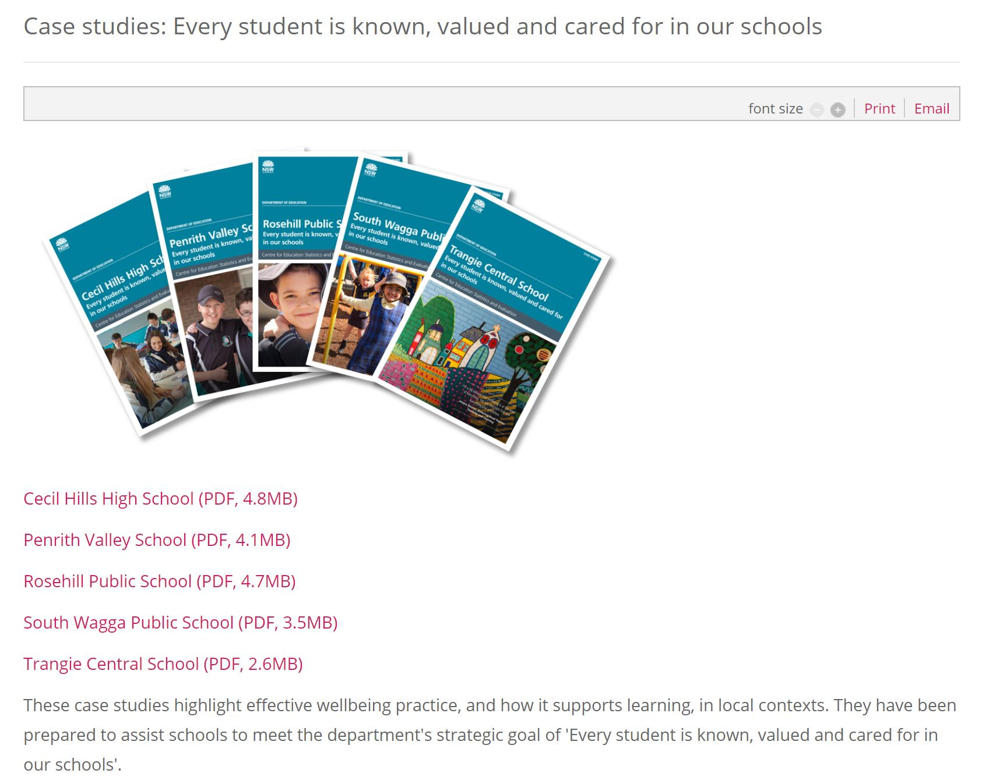 Case studies: Every student is known, valued and cared for in our schools
font size
Print
Email
NSW
DEPARTMENT OF EDUCATION
Cecil Hills High Sch
Every student is known, value
in our schools
Centre for Education Statistics and Evalua
NSW
DEPARTMENT OF EDUCATION
Penrith Valley Sc
Every student is known, va
in our schools
Centre for Education Statistics and Ev
NSW
DEPARTMENT OF EDUCATION
Rosehill Public S
Every student is known, v
in our schools
Centre for Education Statistics and
NSW
DEPARTMENT OF EDUCATION
South Wagga Publi
Every student is known, valued
in our schools
Centre for Education Statistics and Evaluati
NSW
CASE STUDY
DEPARTMENT OF EDUCATION
Trangie Central School
Every student is known, valued and cared for
in our schools
Centre for Education Statistics and Evaluation
Teaching and Learning
Cecil Hills High School (PDF, 4.8MB)
Penrith Valley School (PDF, 4.1MB)
Rosehill Public School (PDF, 4.7MB)
South Wagga Public School (PDF, 3.5MB)
Trangie Central School (PDF, 2.6MB)
These case studies highlight effective wellbeing practice, and how it supports learning, in local contexts. They have been
prepared to assist schools to meet the department's strategic goal of 'Every student is known, valued and cared for in
our schools'.